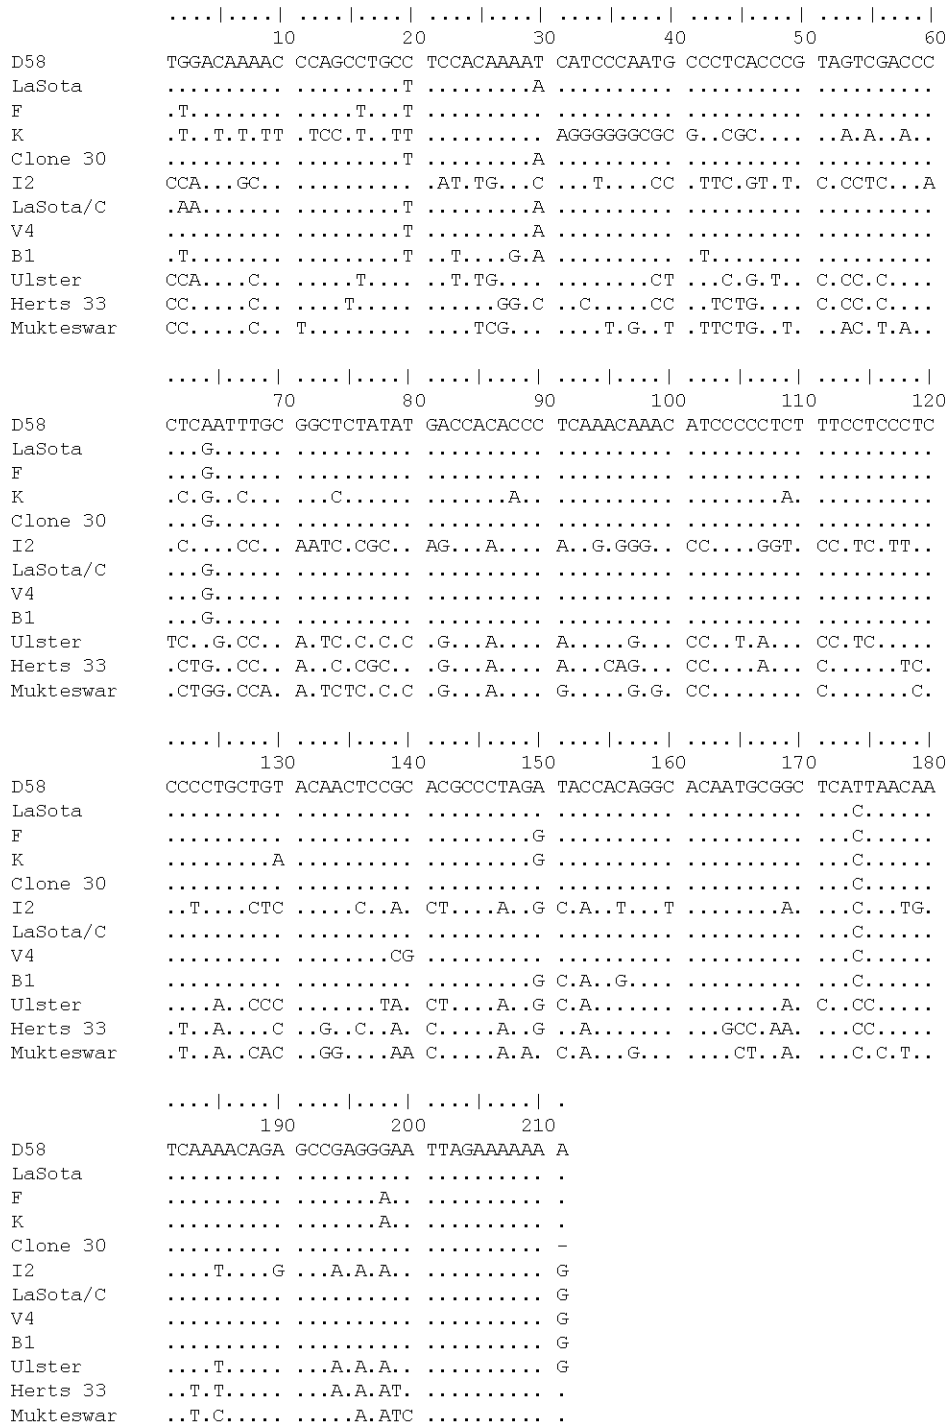 ....|....| ....|....| ....|....| ....|....| ....|....| ....|....|
10 20 30 40 50 60
D58 TGGACAAAAC CCAGCCTGCC TCCACAAAAT CATCCCAATG CCCTCACCCG TAGTCGACCC
LaSota .......... .........T .........A .......... .......... ..........
F .T........ .....T...T .......... .......... .......... ..........
K .T..T.T.TT .TCC.T..TT .......... AGGGGGGCGC G..CGC.... ..A.A..A..
Clone 30 .......... .........T .........A .......... .......... ..........
I2 CCA...GC.. .......... .AT.TG...C ...T...CC .TTC.GT.T. C.CCTC...A
LaSota/C .AA....... .........T .........A .......... .......... ..........
V4 .......... .........T .........A .......... .......... ..........
B1 .T........ .........T ..T....G.A .......... .T........ ..........
Ulster CCA...C... .....T.... ..T.TG.... ........CT ...C.G.T.. C.CC.C....
Herts 33 CC....C... ....T..... ......GG.C ..C....CC ..TCTG.... C.CC.C....
Mukteswar CC.....C.. T......... ....TCG... ....T.G..T .TTCTG..T. ..AC.T.A..
....|....| ....|....| ....|....| ....|....| ....|....| ....|....|
70 80 90 100 110 120
D58 CTCAATTTGC GGCTCTATAT GACCACACCC TCAAACAAAC ATCCCCCTCT TTCCTCCCTC
LaSota ...G...... .......... .......... .......... .......... ..........
F ...G...... .......... .......... .......... .......... ..........
K .C.G..C... ...C...... .......A.. .......... ........A. ..........
Clone 30 ...G...... .......... .......... .......... .......... ..........
I2 .C....CC.. AATC.CGC.. AG...A.... A..G.GGG.. CC....GGT. CC.TC.TT..
LaSota/C ...G...... .......... .......... .......... .......... ..........
V4 ...G...... .......... .......... .......... .......... ..........
B1 ...G...... .......... .......... .......... .......... ..........
Ulster TC..G.CC.. A.TC.C.C.C .G...A.... A.....G... CC..T.A... CC.TC.....
Herts 33 .CTG..CC.. A..C.CGC.. .G...A.... A...CAG... CC....A... C......TC.
Mukteswar .CTGG.CCA. A.TCTC.C.C .G...A.... G.....G.G. CC........ C.......C.
....|....| ....|....| ....|....| ....|....| ....|....| ....|....|
130 140 150 160 170 180
D58 CCCCTGCTGT ACAACTCCGC ACGCCCTAGA TACCACAGGC ACAATGCGGC TCATTAACAA
LaSota .......... .......... .......... .......... .......... ...C......
F .......... .......... .........G .......... .......... ...C......
K .........A .......... .........G .......... .......... ...C......
Clone 30 .......... .......... .......... .......... .......... ...C......
I2 ..T....CTC .....C..A. CT....A..G C.A..T...T ........A. ...C...TG.
LaSota/C .......... .......... .......... .......... .......... ...C......
V4 .......... ........CG .......... .......... .......... ...C......
B1 .......... .......... .........G C.A..G.... .......... ...C......
Ulster ....A..CCC .......TA. CT....A..G C.A....... ........A. C..CC.....
Herts 33 .T..A....C ..G..C..A. C.....A..G ..A....... ...GCC.AA. ...CC.....
Mukteswar .T..A..CAC ..GG....AA C.....A.A. C.A...G... ....CT..A. ...C.C.T..
....|....| ....|....| ....|....| .
190 200 210
D58 TCAAAACAGA GCCGAGGGAA TTAGAAAAAA A
LaSota .......... .......... .......... .
F .......... .......A.. .......... .
K .......... .......A.. .......... .
Clone 30 .......... .......... .......... -
I2 ....T....G ...A.A.A.. .......... G
LaSota/C .......... .......... .......... G
V4 .......... .......... .......... G
B1 .......... .......... .......... G
Ulster ....T..... ...A.A.A.. .......... G
Herts 33 ..T.T..... ...A.A.AT. .......... .
Mukteswar ..T.C..... .....A.ATC .......... .